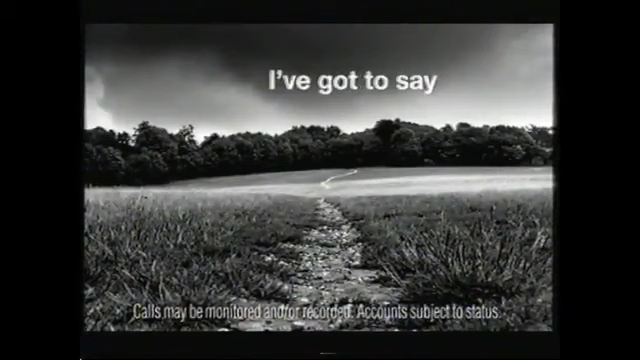 I've got to say
Calls may be monitored and/or recorded. Accounts subject to status.